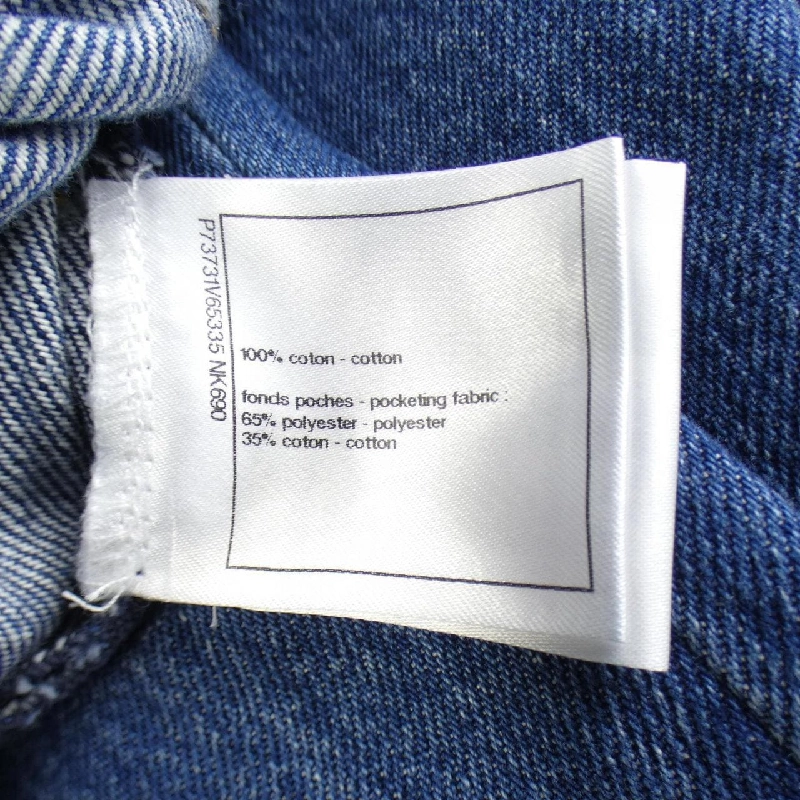 P73731V65335 NK690
100% coton - cotton
fonds poches - pocketing fabric :
65% polyester - polyester
35% coton - cotton